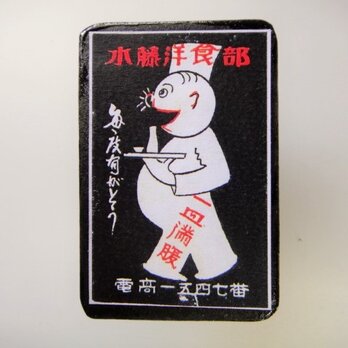 水藤洋食部
毎度有がとう!
一皿満腹
電高一五四七番